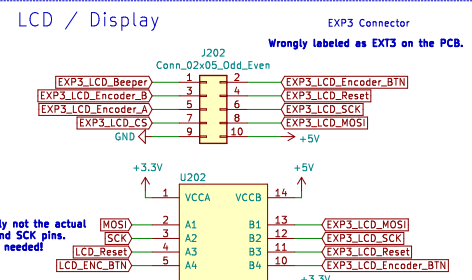 LCD / Display
EXP3 Connector
Wrongly labeled as EXT3 on the PCB.
J202
Conn_02x05_Odd_Even
EXP3_LCD_Beeper 1 2 EXP3_LCD_Encoder_BTN
EXP3_LCD_Encoder_B 3 4 EXP3_LCD_Reset
EXP3_LCD_Encoder_A 5 6 EXP3_LCD_SCK
EXP3_LCD_CS 7 8 EXP3_LCD_MOSI
GND 9 10 +5V
+3.3V +5V
U202
1 VCCA VCCB 14
ly not the actual
nd SCK pins.
needed!
MOSI 2 A1 B1 13 EXP3_LCD_MOSI
SCK 3 A2 B2 12 EXP3_LCD_SCK
LCD_Reset 4 A3 B3 11 EXP3_LCD_Reset
LCD_ENC_BTN 5 A4 B4 10 EXP3_LCD_Encoder_BTN
+3.3V